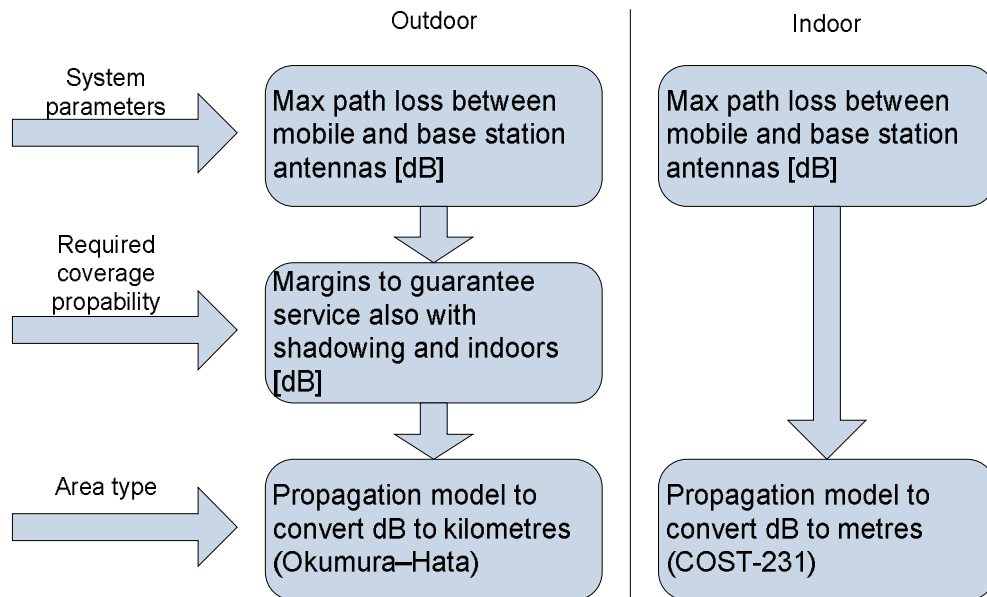 Outdoor
Indoor
System
parameters
Max path loss between
mobile and base station
antennas [dB]
Max path loss between
mobile and base station
antennas [dB]
Required
coverage
propability
Margins to guarantee
service also with
shadowing and indoors
[dB]
Area type
Propagation model to
convert dB to kilometres
(Okumura–Hata)
Propagation model to
convert dB to metres
(COST-231)